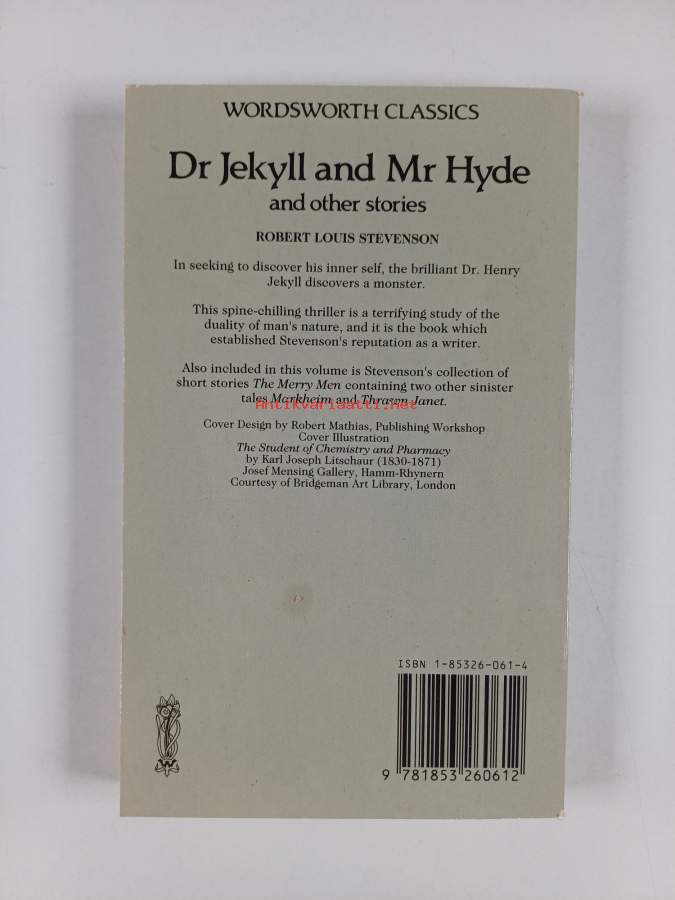 WORDSWORTH CLASSICS
Dr Jekyll and Mr Hyde
and other stories
ROBERT LOUIS STEVENSON
In seeking to discover his inner self, the brilliant Dr. Henry
Jekyll discovers a monster.
This spine-chilling thriller is a terrifying study of the
duality of man's nature, and it is the book which
established Stevenson's reputation as a writer.
Also included in this volume is Stevenson's collection of
short stories The Merry Men containing two other sinister
tales Markheim and Thrawn Janet.
Antikvariaatti.net
Cover Design by Robert Mathias, Publishing Workshop
Cover Illustration
The Student of Chemistry and Pharmacy
by Karl Joseph Litschaur (1830-1871)
Josef Mensing Gallery, Hamm-Rhynern
Courtesy of Bridgeman Art Library, London
ISBN 1-85326-061-4
9 781853 260612
W